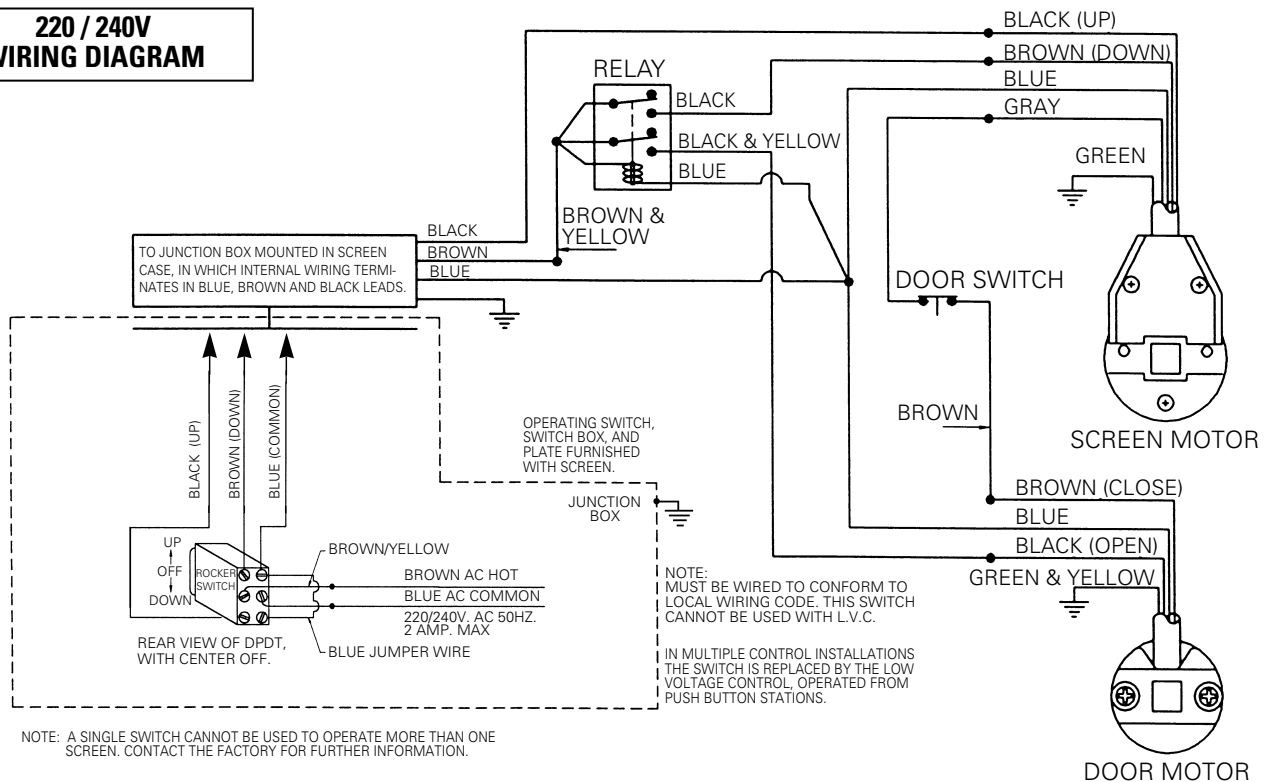 220 / 240V
WIRING DIAGRAM
BLACK (UP)
BROWN (DOWN)
BLUE
GRAY
GREEN
RELAY
BLACK
BLACK & YELLOW
BLUE
BROWN &
YELLOW
BLACK
BROWN
BLUE
TO JUNCTION BOX MOUNTED IN SCREEN
CASE, IN WHICH INTERNAL WIRING TERMI-
NATES IN BLUE, BROWN AND BLACK LEADS.
DOOR SWITCH
BROWN
SCREEN MOTOR
BLACK (UP)
BROWN (DOWN)
BLUE (COMMON)
OPERATING SWITCH,
SWITCH BOX, AND
PLATE FURNISHED
WITH SCREEN.
JUNCTION
BOX
UP
OFF
DOWN
ROCKER
SWITCH
BROWN/YELLOW
BROWN AC HOT
BLUE AC COMMON
220/240V. AC 50HZ.
2 AMP. MAX
BLUE JUMPER WIRE
REAR VIEW OF DPDT,
WITH CENTER OFF.
NOTE:
MUST BE WIRED TO CONFORM TO
LOCAL WIRING CODE. THIS SWITCH
CANNOT BE USED WITH L.V.C.
IN MULTIPLE CONTROL INSTALLATIONS
THE SWITCH IS REPLACED BY THE LOW
VOLTAGE CONTROL, OPERATED FROM
PUSH BUTTON STATIONS.
BROWN (CLOSE)
BLUE
BLACK (OPEN)
GREEN & YELLOW
DOOR MOTOR
NOTE: A SINGLE SWITCH CANNOT BE USED TO OPERATE MORE THAN ONE
SCREEN. CONTACT THE FACTORY FOR FURTHER INFORMATION.